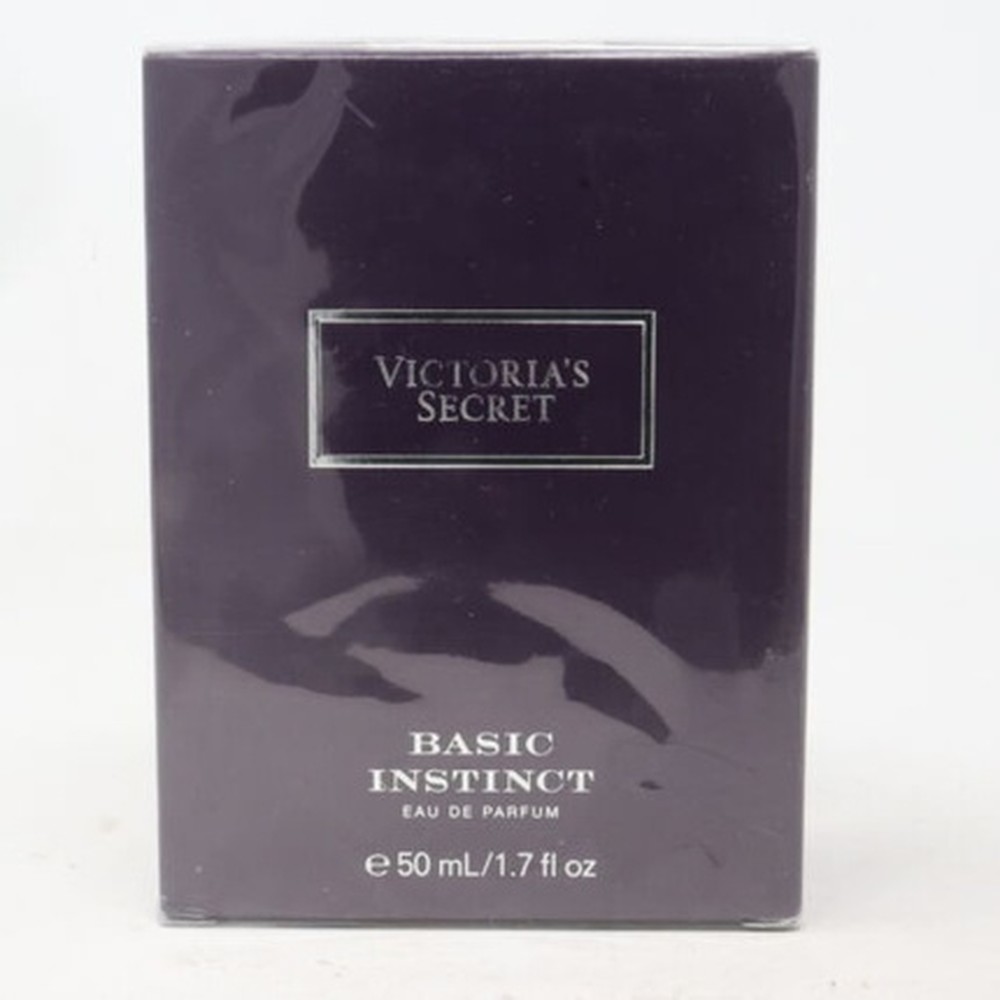 VICTORIA'S
SECRET
BASIC
INSTINCT
EAU DE PARFUM
℮ 50 mL/1.7 fl oz